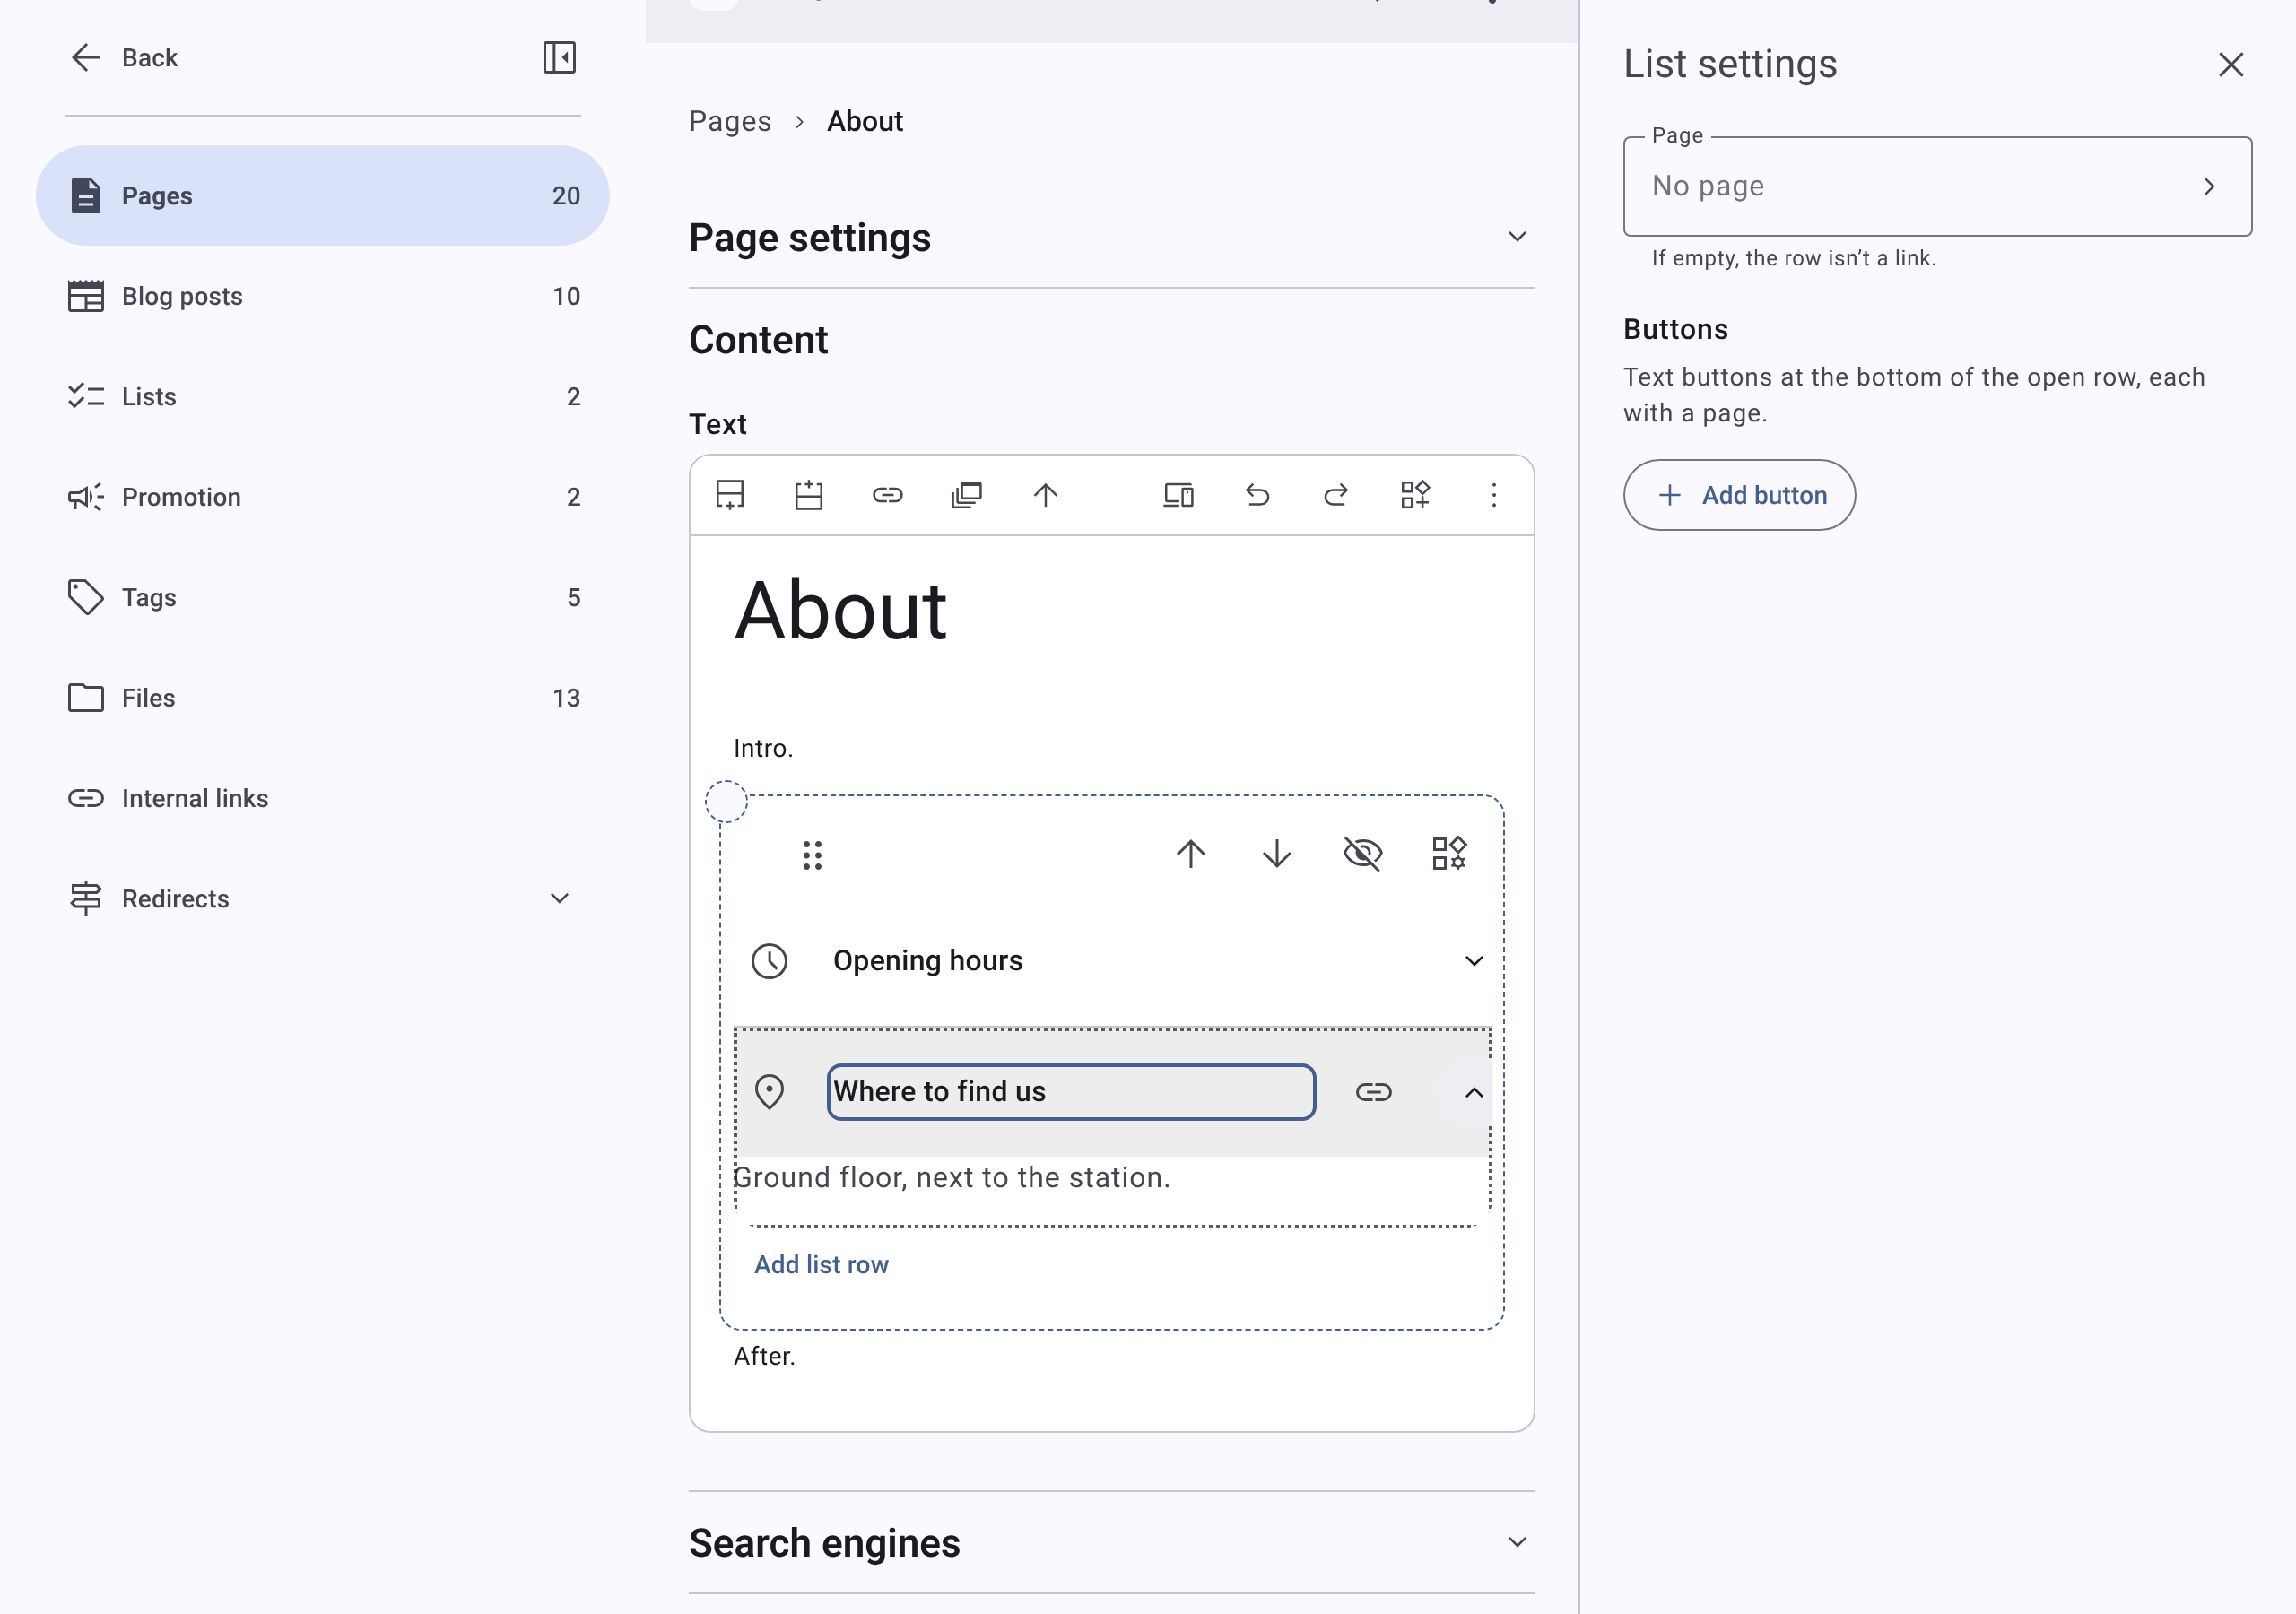 Back
Pages 20
Blog posts 10
Lists 2
Promotion 2
Tags 5
Files 13
Internal links
Redirects
Pages › About
Page settings
Content
Text
About
Intro.
Opening hours
Where to find us
Ground floor, next to the station.
Add list row
After.
Search engines
List settings
Page
No page
If empty, the row isn’t a link.
Buttons
Text buttons at the bottom of the open row, each
with a page.
Add button